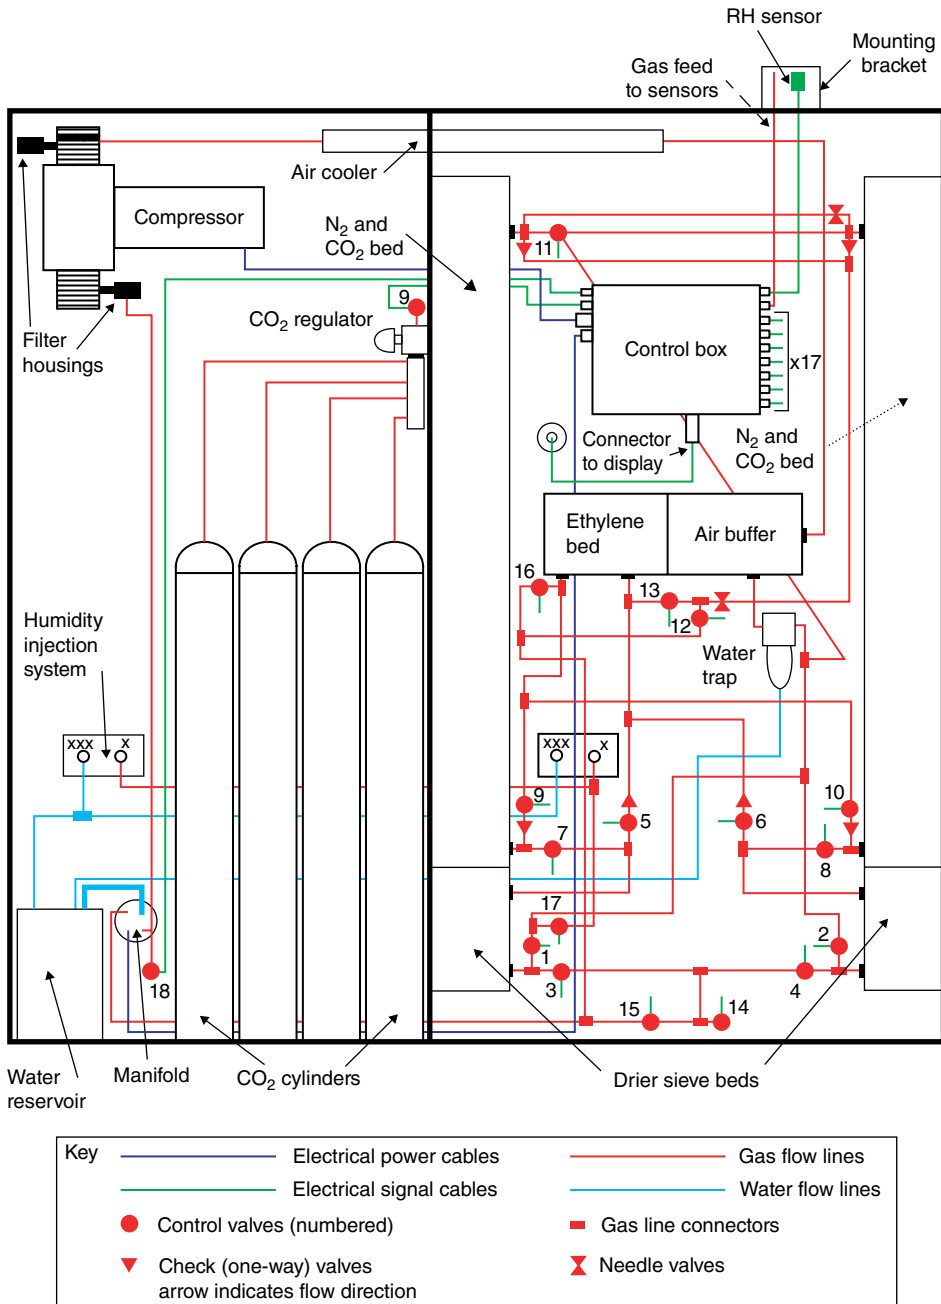 RH sensor
Mounting
bracket
Gas feed
to sensors
Air cooler
Compressor
N₂ and
CO₂ bed
11
9
CO₂ regulator
Filter
housings
Control box
x17
Connector
to display
N₂ and
CO₂ bed
Ethylene
bed
Air buffer
16
13
12
Water
trap
Humidity
injection
system
xxx
x
xxx
x
9
5
6
10
7
8
17
1
2
3
4
18
15
14
Water
reservoir
Manifold
CO₂ cylinders
Drier sieve beds
Key
Electrical power cables
Gas flow lines
Electrical signal cables
Water flow lines
Control valves (numbered)
Gas line connectors
Check (one-way) valves
arrow indicates flow direction
Needle valves